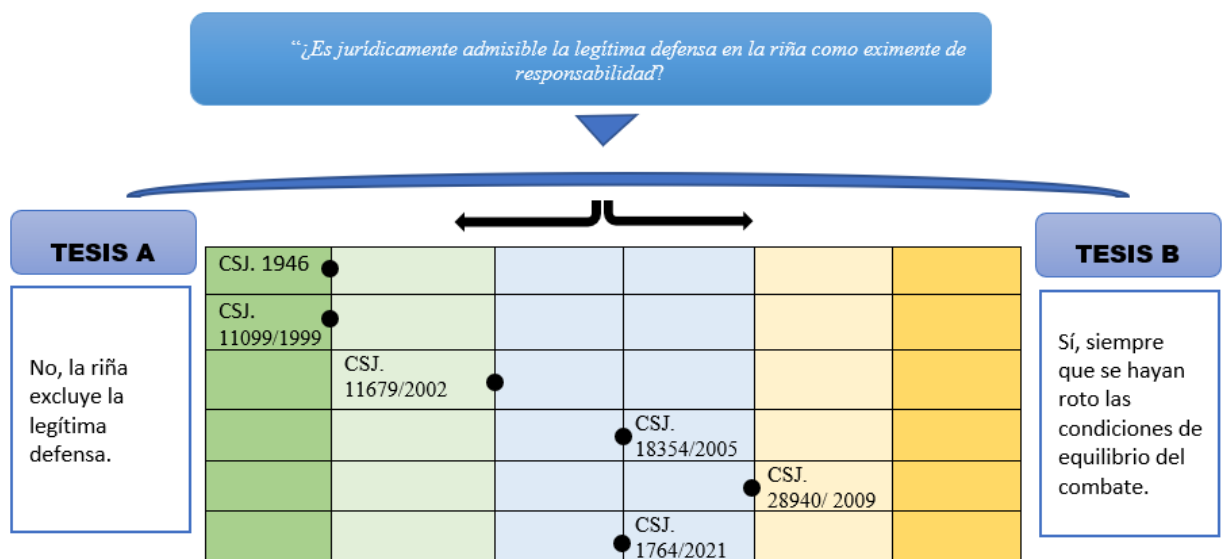 “¿Es jurídicamente admisible la legítima defensa en la riña como eximente de
responsabilidad?
TESIS A
No, la riña
excluye la
legítima
defensa.
CSJ. 1946
CSJ.
11099/1999
CSJ.
11679/2002
CSJ.
18354/2005
CSJ.
28940/ 2009
CSJ.
1764/2021
TESIS B
Sí, siempre
que se hayan
roto las
condiciones de
equilibrio del
combate.